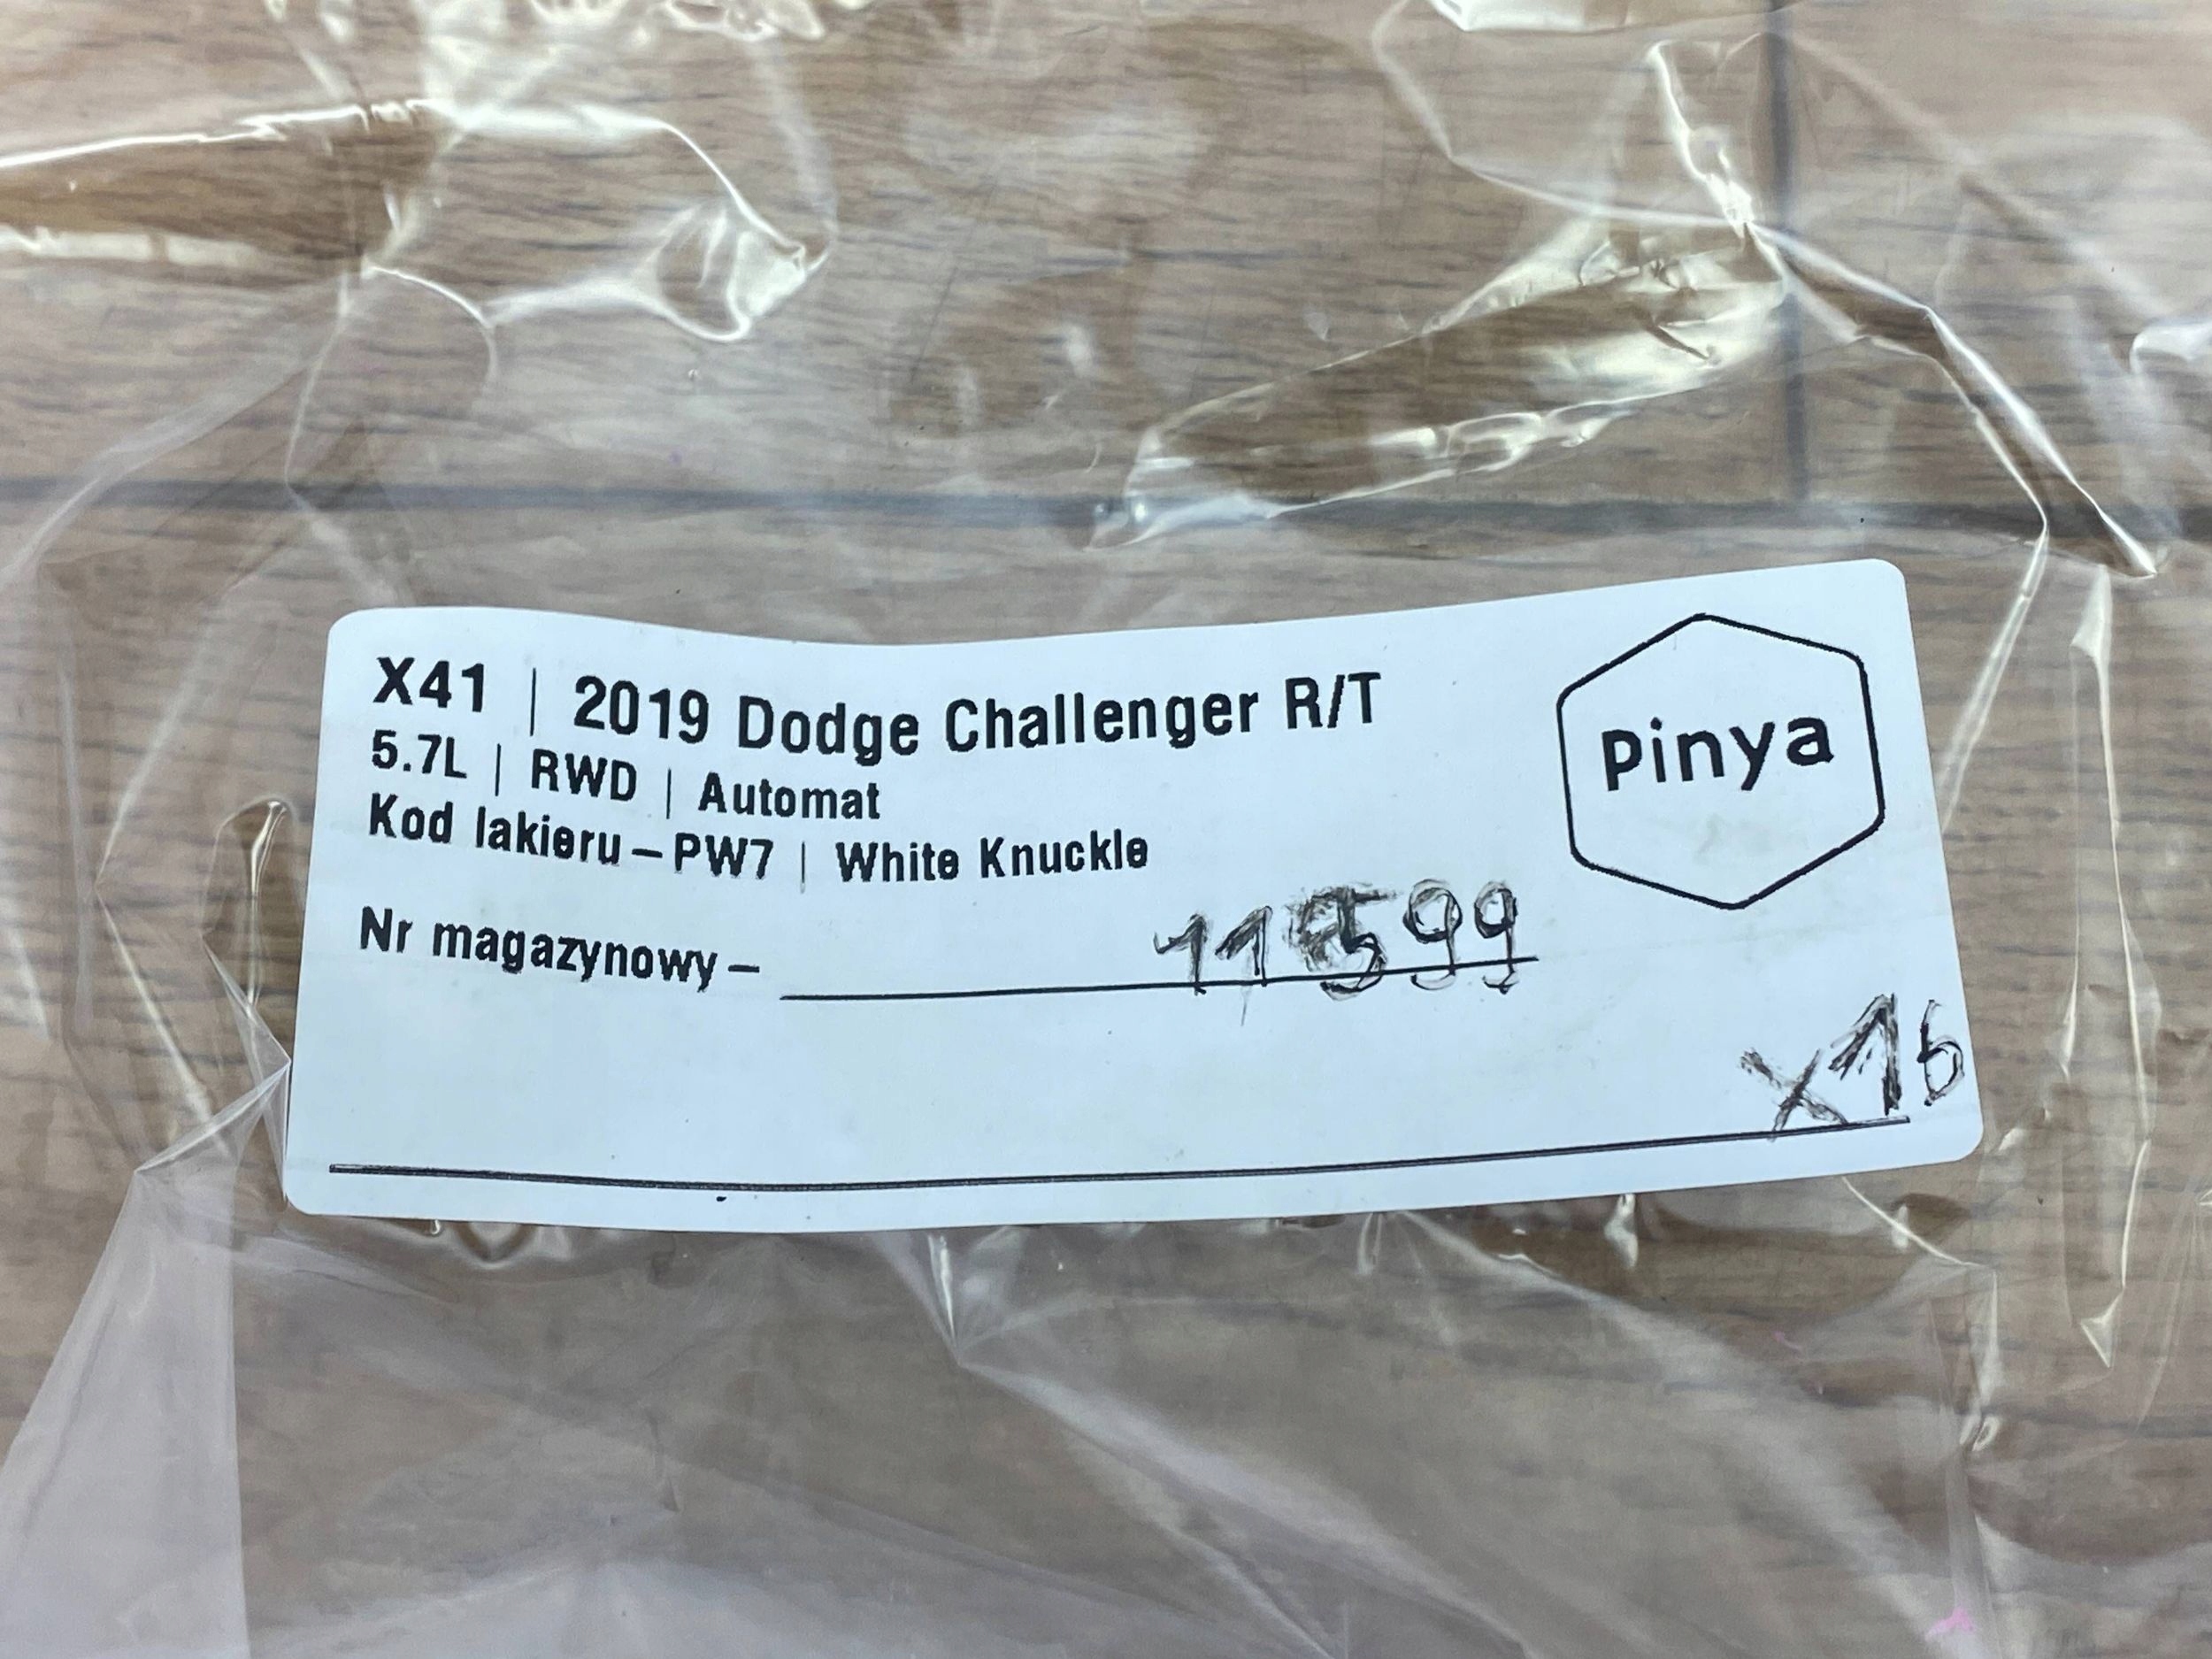 X41 | 2019 Dodge Challenger R/T
5.7L | RWD | Automat
Kod lakieru – PW7 | White Knuckle
Pinya
Nr magazynowy –